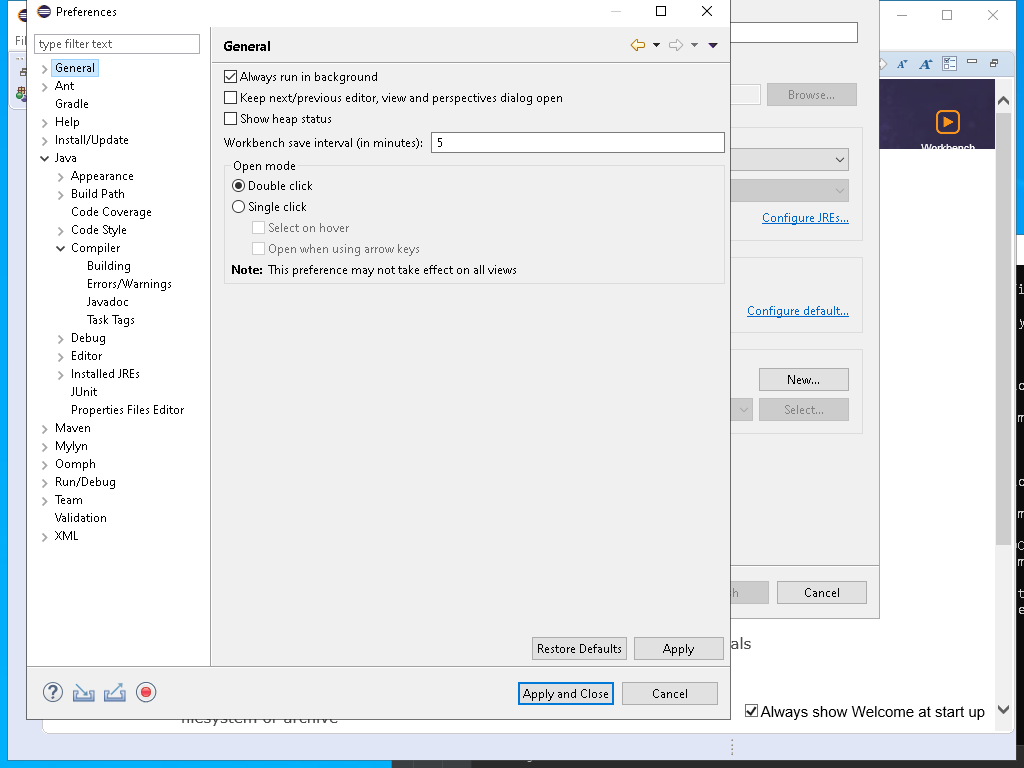 Preferences
Fil
type filter text
General
Ant
Gradle
Help
Install/Update
Java
Appearance
Build Path
Code Coverage
Code Style
Compiler
Building
Errors/Warnings
Javadoc
Task Tags
Debug
Editor
Installed JREs
JUnit
Properties Files Editor
Maven
Mylyn
Oomph
Run/Debug
Team
Validation
XML
General
Always run in background
Keep next/previous editor, view and perspectives dialog open
Show heap status
Workbench save interval (in minutes): 5
Open mode
Double click
Single click
Select on hover
Open when using arrow keys
Note: This preference may not take effect on all views
Restore Defaults
Apply
Apply and Close
Cancel
Browse...
Configure JREs...
Configure default...
New...
Select...
Cancel
Workbench
als
Always show Welcome at start up
filesystem or archive